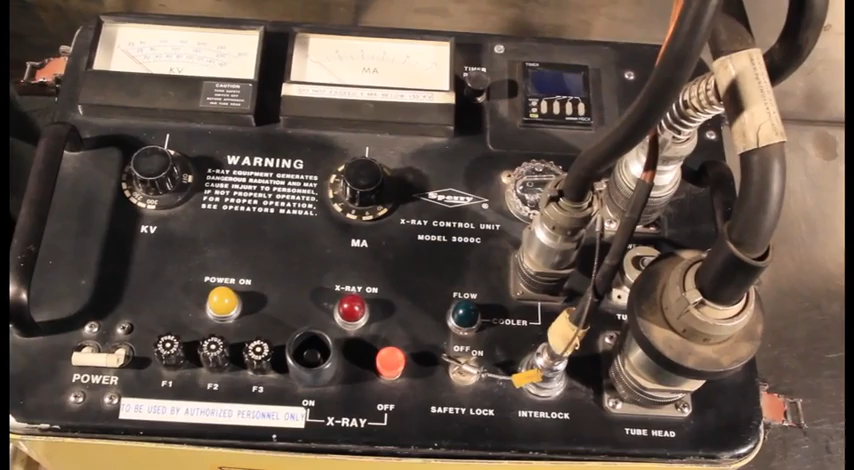 KV
CAUTION
MA
TIMER
TIMER
WARNING
X-RAY EQUIPMENT GENERATES
DANGEROUS RADIATION AND MAY
CAUSE INJURY TO PERSONNEL,
IF NOT PROPERLY OPERATED.
FOR PROPER OPERATION,
SEE OPERATORS MANUAL.
Sperry
X-RAY CONTROL UNIT
MODEL 3000C
KV
MA
POWER ON
X-RAY ON
FLOW
COOLER
OFF ON
POWER
F1
F2
F3
ON
OFF
X-RAY
SAFETY LOCK
INTERLOCK
TUBE HEAD
TO BE USED BY AUTHORIZED PERSONNEL ONLY